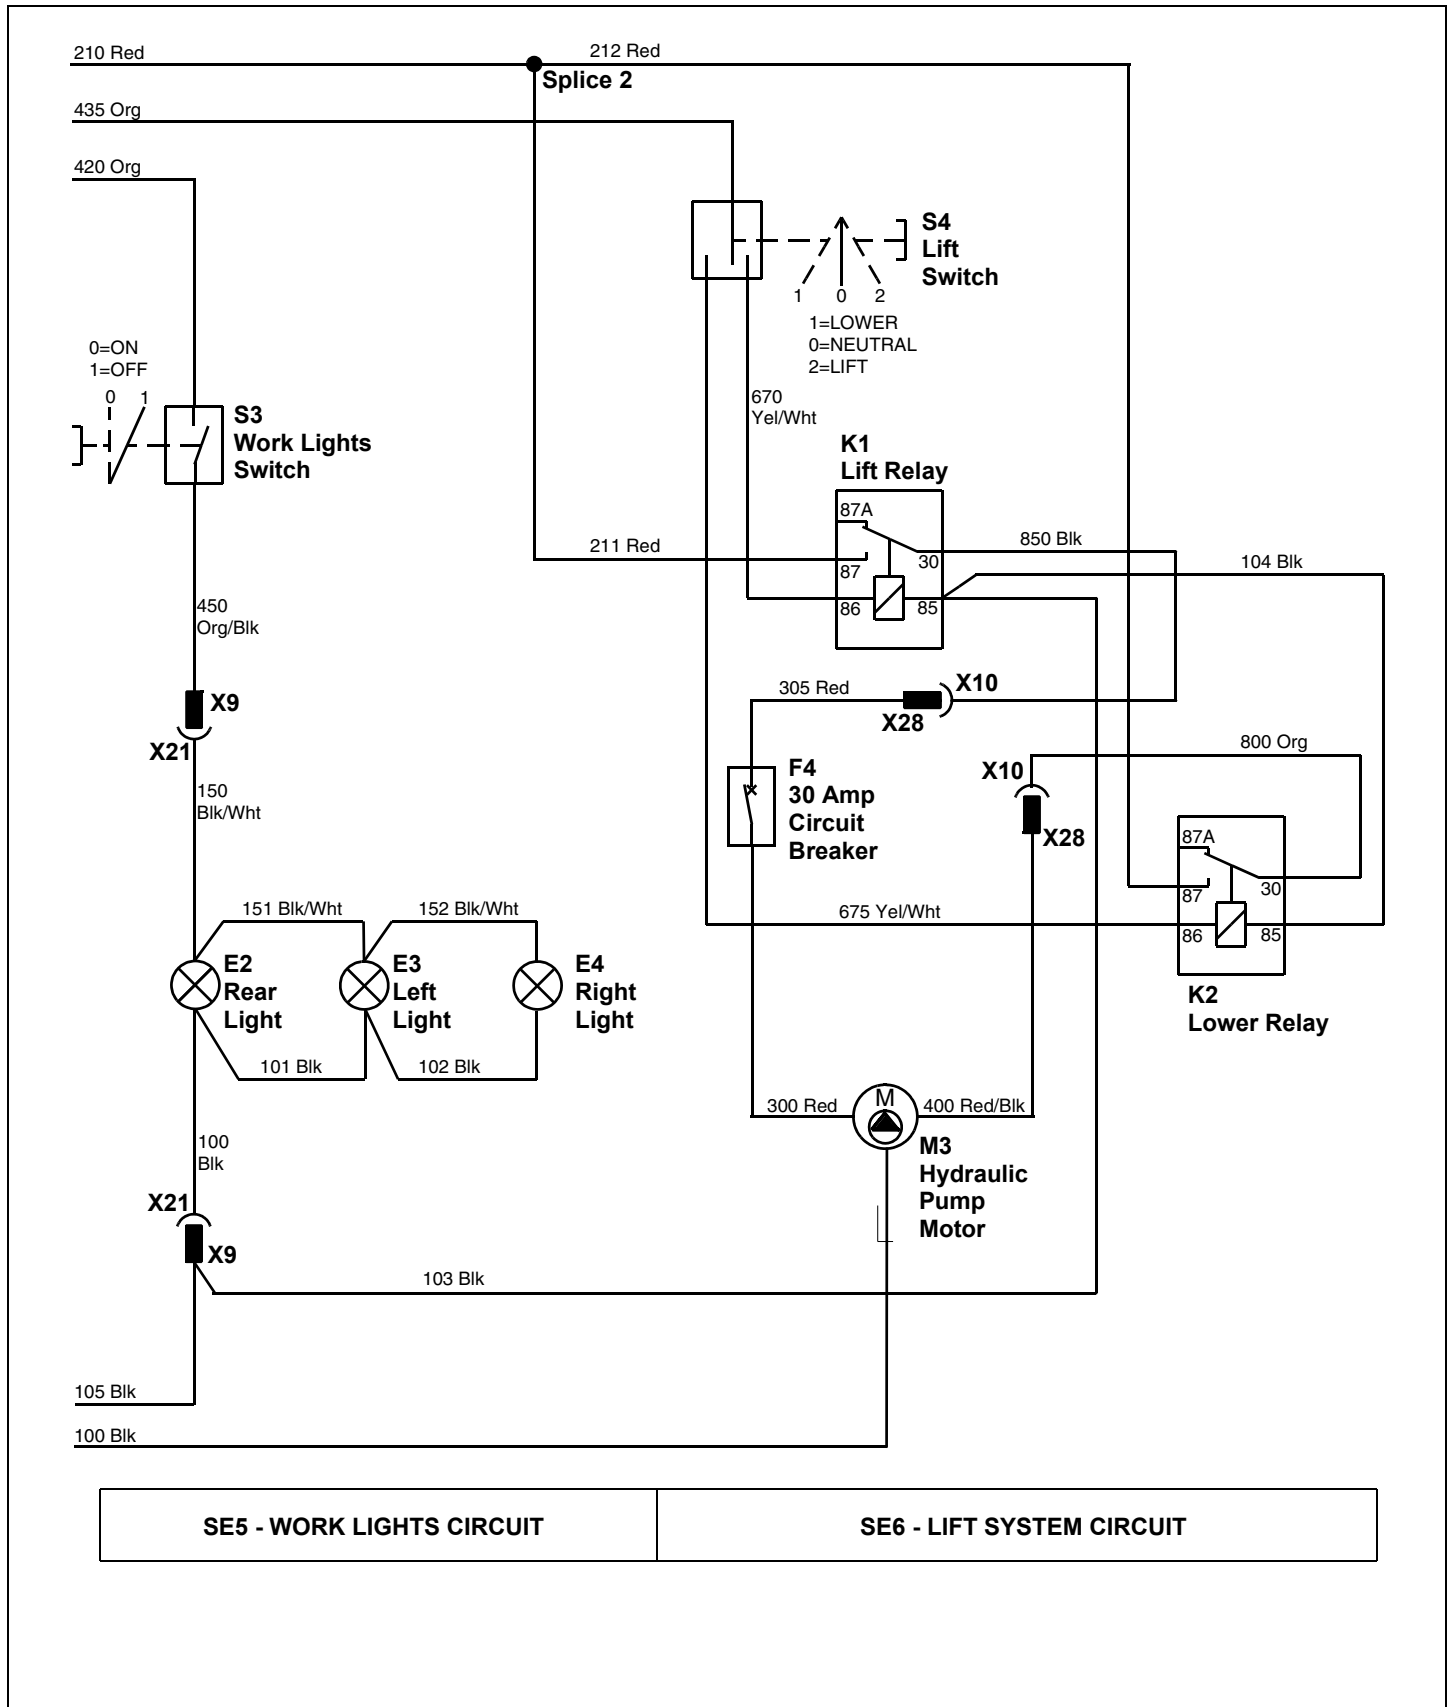 210 Red
212 Red
Splice 2
435 Org
420 Org
S4
Lift
Switch
1 0 2
1=LOWER
0=NEUTRAL
2=LIFT
0=ON
1=OFF
0 1
S3
Work Lights
Switch
670
Yel/Wht
K1
Lift Relay
87A
87
30
86
85
211 Red
850 Blk
104 Blk
450
Org/Blk
X9
X21
305 Red
X10
X28
800 Org
150
Blk/Wht
F4
30 Amp
Circuit
Breaker
X10
X28
87A
87
30
86
85
675 Yel/Wht
151 Blk/Wht
152 Blk/Wht
E2
Rear
Light
E3
Left
Light
E4
Right
Light
K2
Lower Relay
101 Blk
102 Blk
300 Red
M
400 Red/Blk
M3
Hydraulic
Pump
Motor
100
Blk
X21
X9
103 Blk
105 Blk
100 Blk
SE5 - WORK LIGHTS CIRCUIT
SE6 - LIFT SYSTEM CIRCUIT